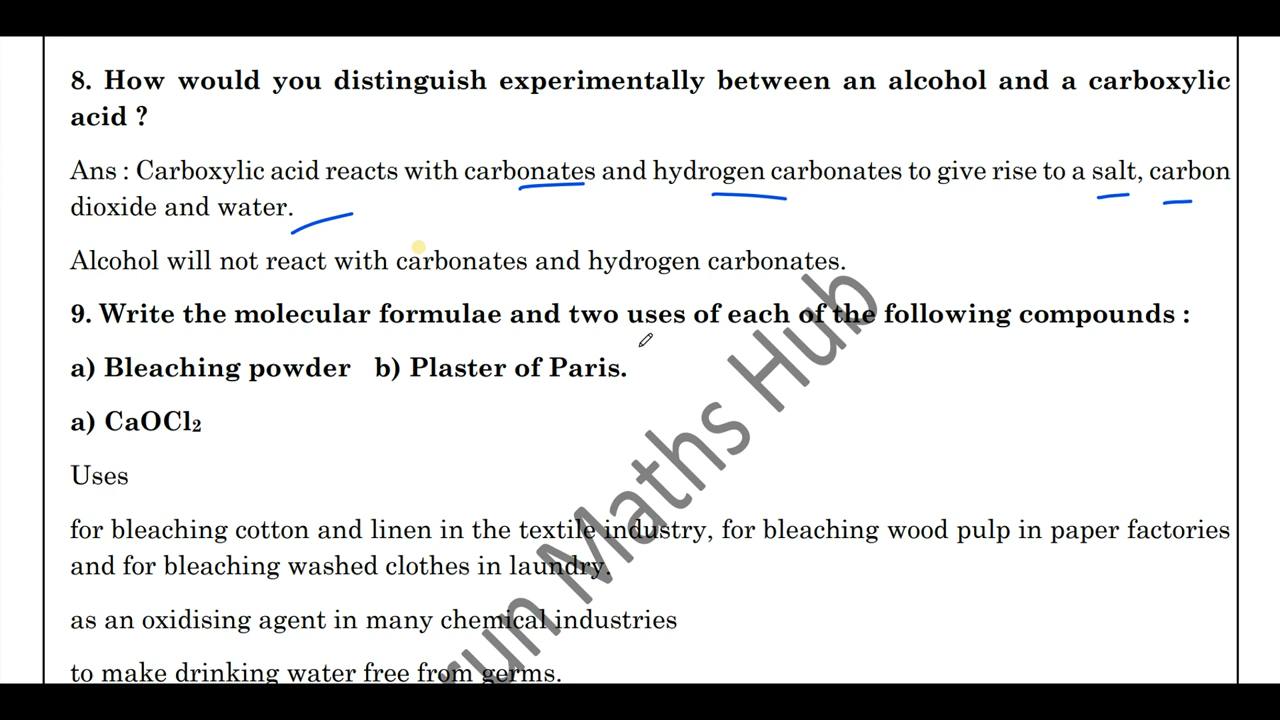 8. How would you distinguish experimentally between an alcohol and a carboxylic
acid ?
Ans : Carboxylic acid reacts with carbonates and hydrogen carbonates to give rise to a salt, carbon
dioxide and water.
Alcohol will not react with carbonates and hydrogen carbonates.
9. Write the molecular formulae and two uses of each of the following compounds :
a) Bleaching powder b) Plaster of Paris.
a) CaOCl₂
Uses
for bleaching cotton and linen in the textile industry, for bleaching wood pulp in paper factories
and for bleaching washed clothes in laundry.
as an oxidising agent in many chemical industries
to make drinking water free from germs.
Maths Hub